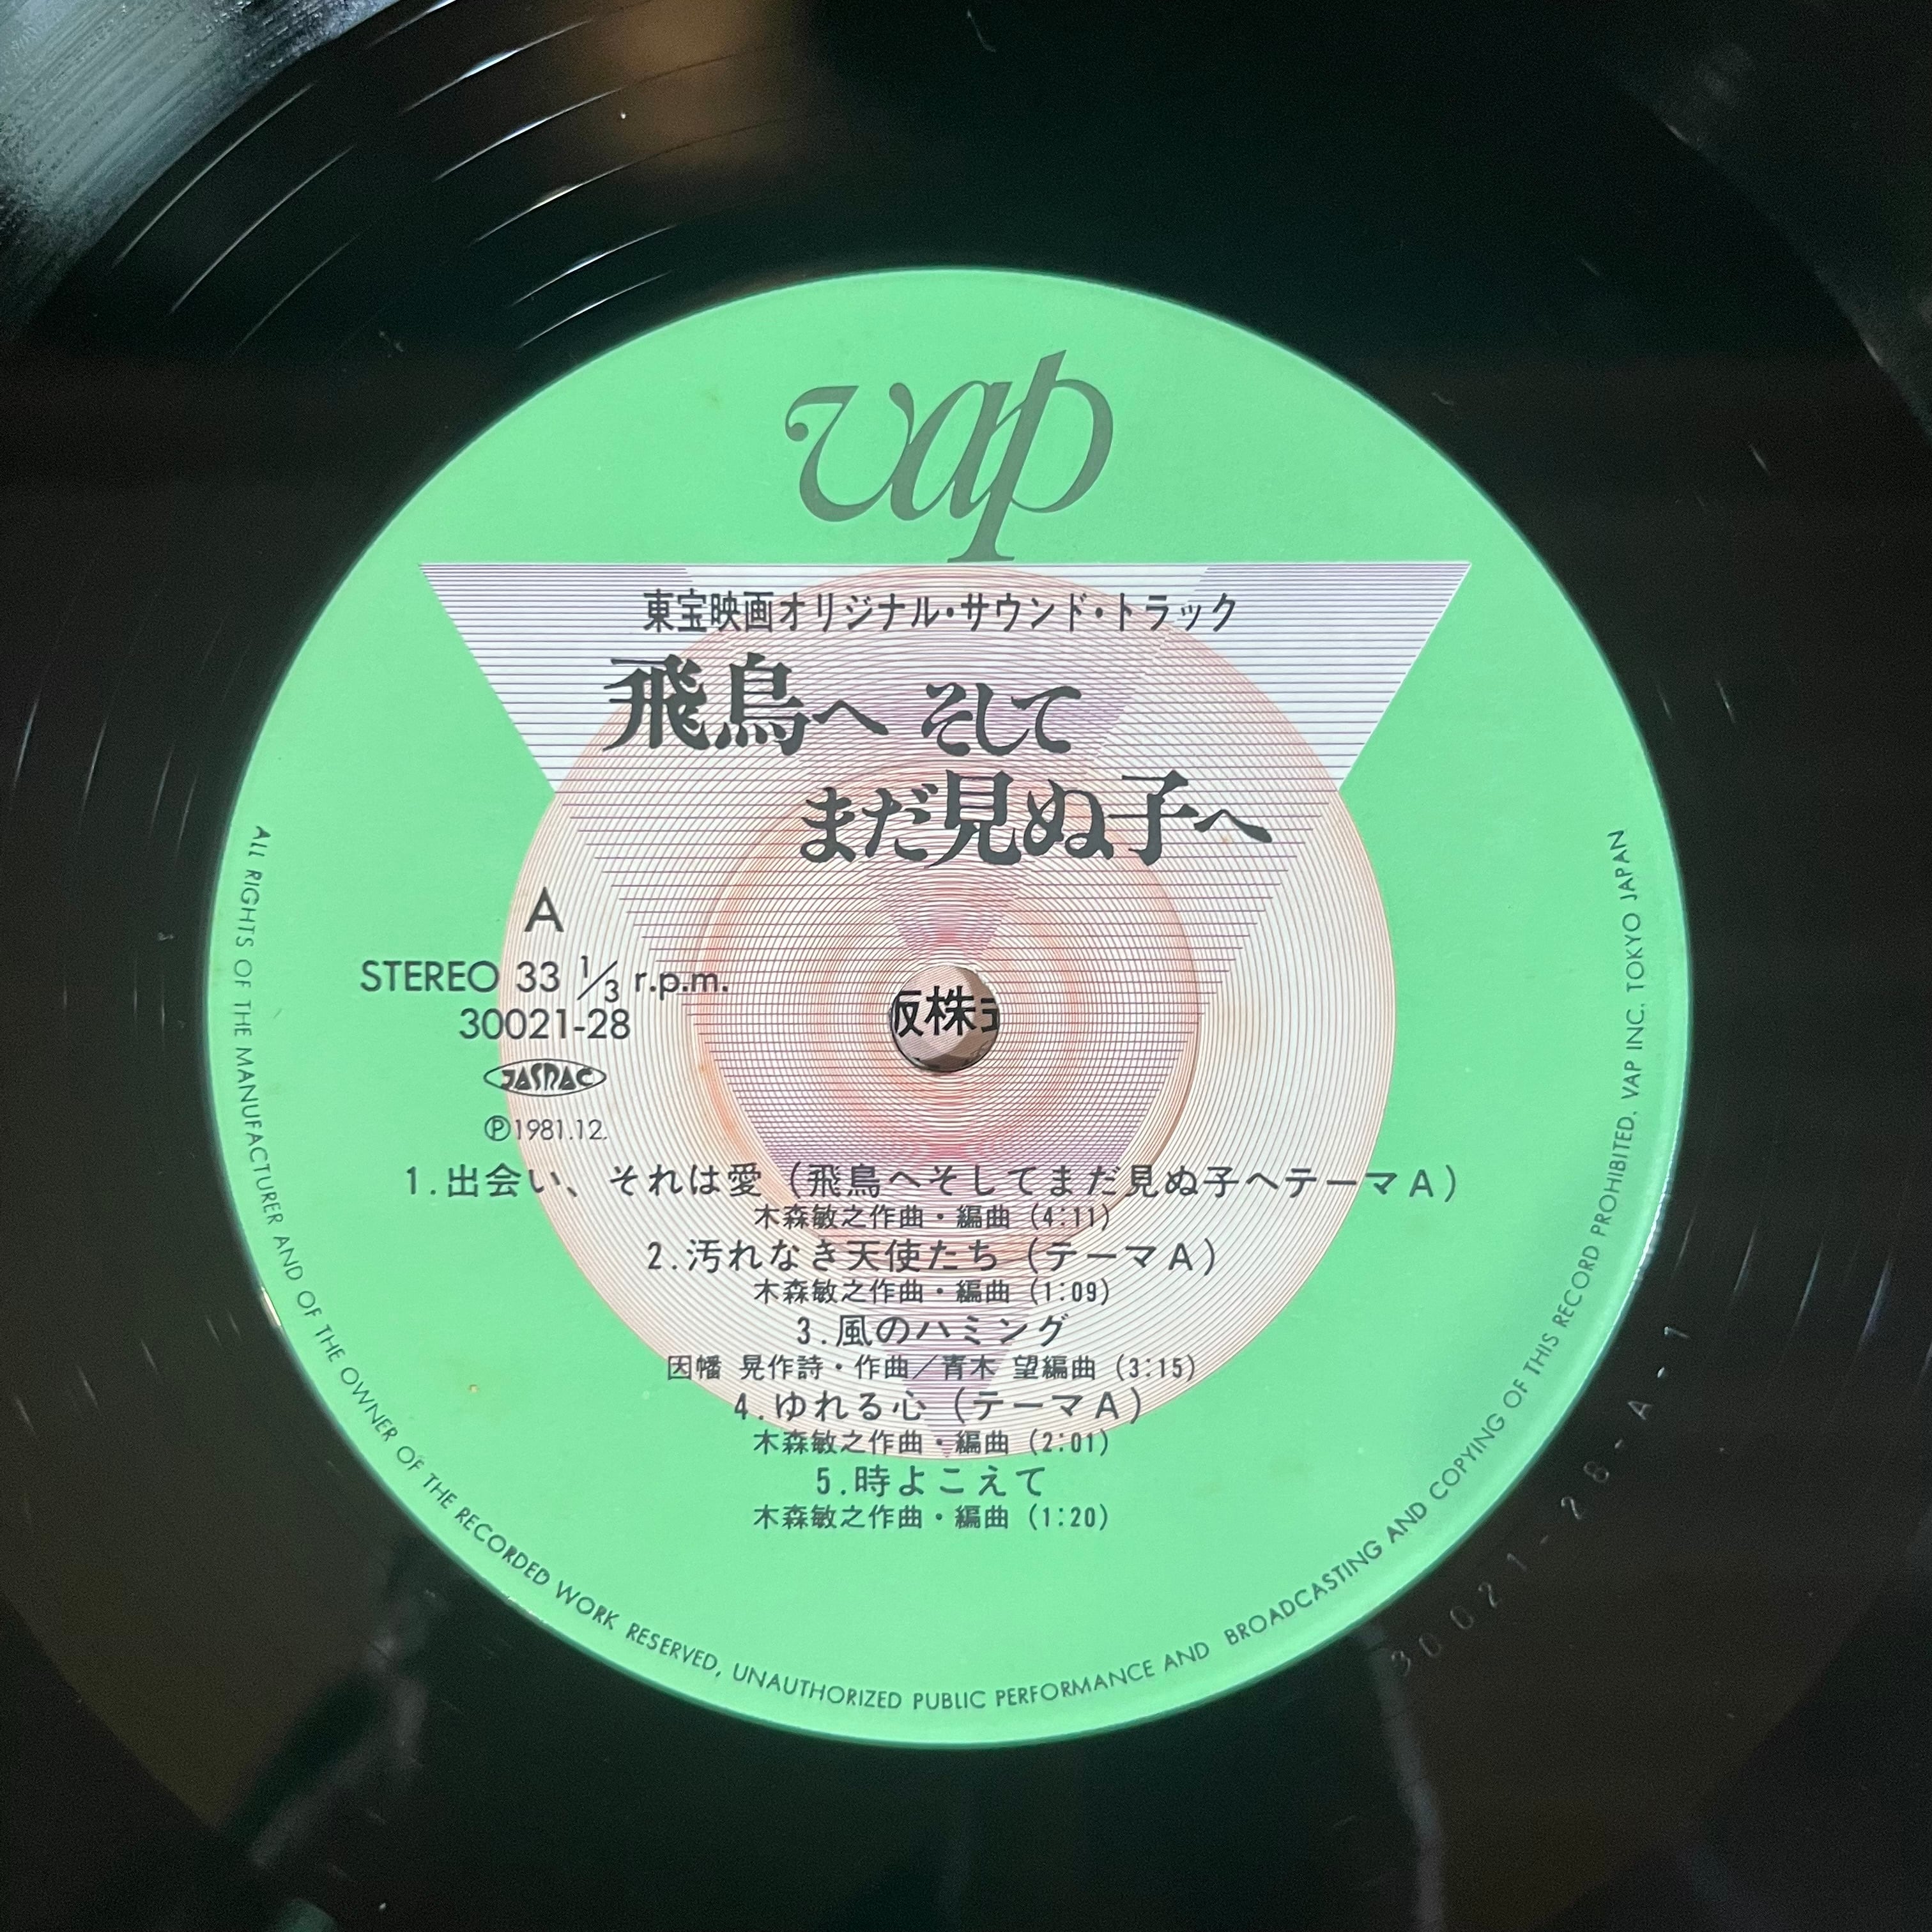 vap
東宝映画オリジナル・サウンド・トラック
飛鳥へ そして
まだ見ぬ子へ
A
STEREO 33 1/3 r.p.m.
30021-28
JASRAC
Ⓟ1981.12.
1.出会い、それは愛（飛鳥へそしてまだ見ぬ子へテーマA）
木森敏之作曲・編曲（4:11）
2.汚れなき天使たち（テーマA）
木森敏之作曲・編曲（1:09）
3.風のハミング
因幡 晃作詩・作曲／青木 望編曲（3:15）
4.ゆれる心（テーマA）
木森敏之作曲・編曲（2:01）
5.時よこえて
木森敏之作曲・編曲（1:20）
ALL RIGHTS OF THE MANUFACTURER AND OF THE OWNER OF THE RECORDED WORK RESERVED, UNAUTHORIZED PUBLIC PERFORMANCE AND BROADCASTING AND COPYING OF THIS RECORD PROHIBITED. VAP INC. TOKYO JAPAN
株
30021-28-A-1